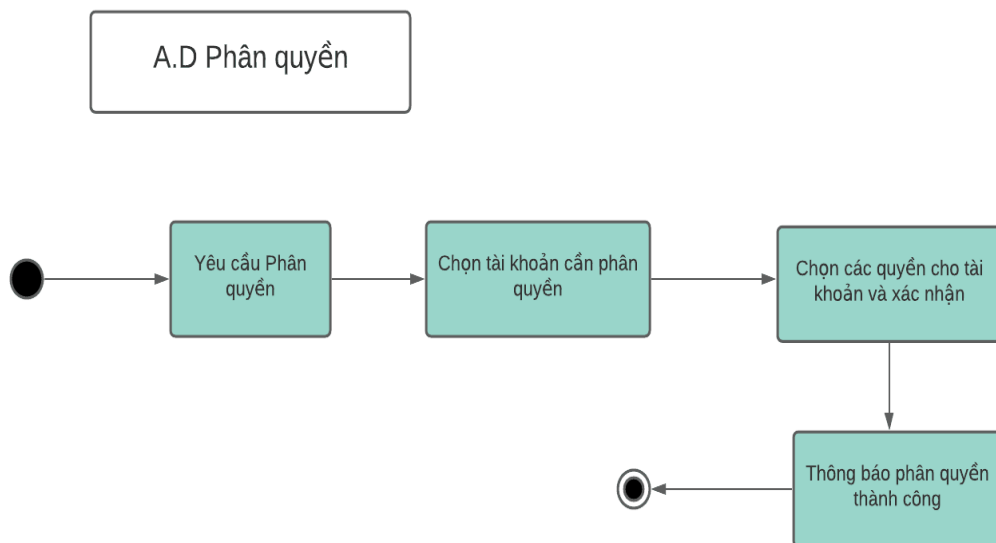 A.D Phân quyền
Yêu cầu Phân
quyền
Chọn tài khoản cần phân
quyền
Chọn các quyền cho tài
khoản và xác nhận
Thông báo phân quyền
thành công